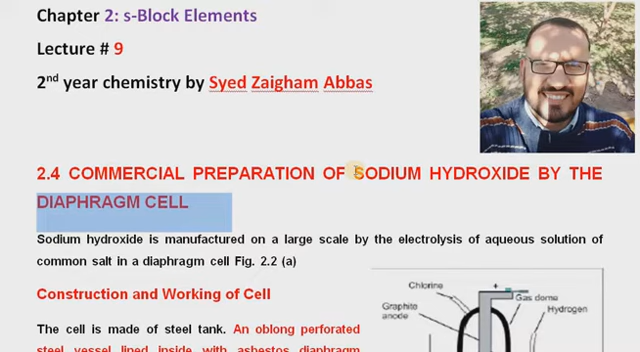 Chapter 2: s-Block Elements
Lecture # 9
2nd year chemistry by Syed Zaigham Abbas
2.4 COMMERCIAL PREPARATION OF SODIUM HYDROXIDE BY THE
DIAPHRAGM CELL
Sodium hydroxide is manufactured on a large scale by the electrolysis of aqueous solution of
common salt in a diaphragm cell Fig. 2.2 (a)
Construction and Working of Cell
The cell is made of steel tank. An oblong perforated
steel vessel lined inside with asbestos diaphragm
Chlorine
Graphite
anode
+
Gas dome
Hydrogen